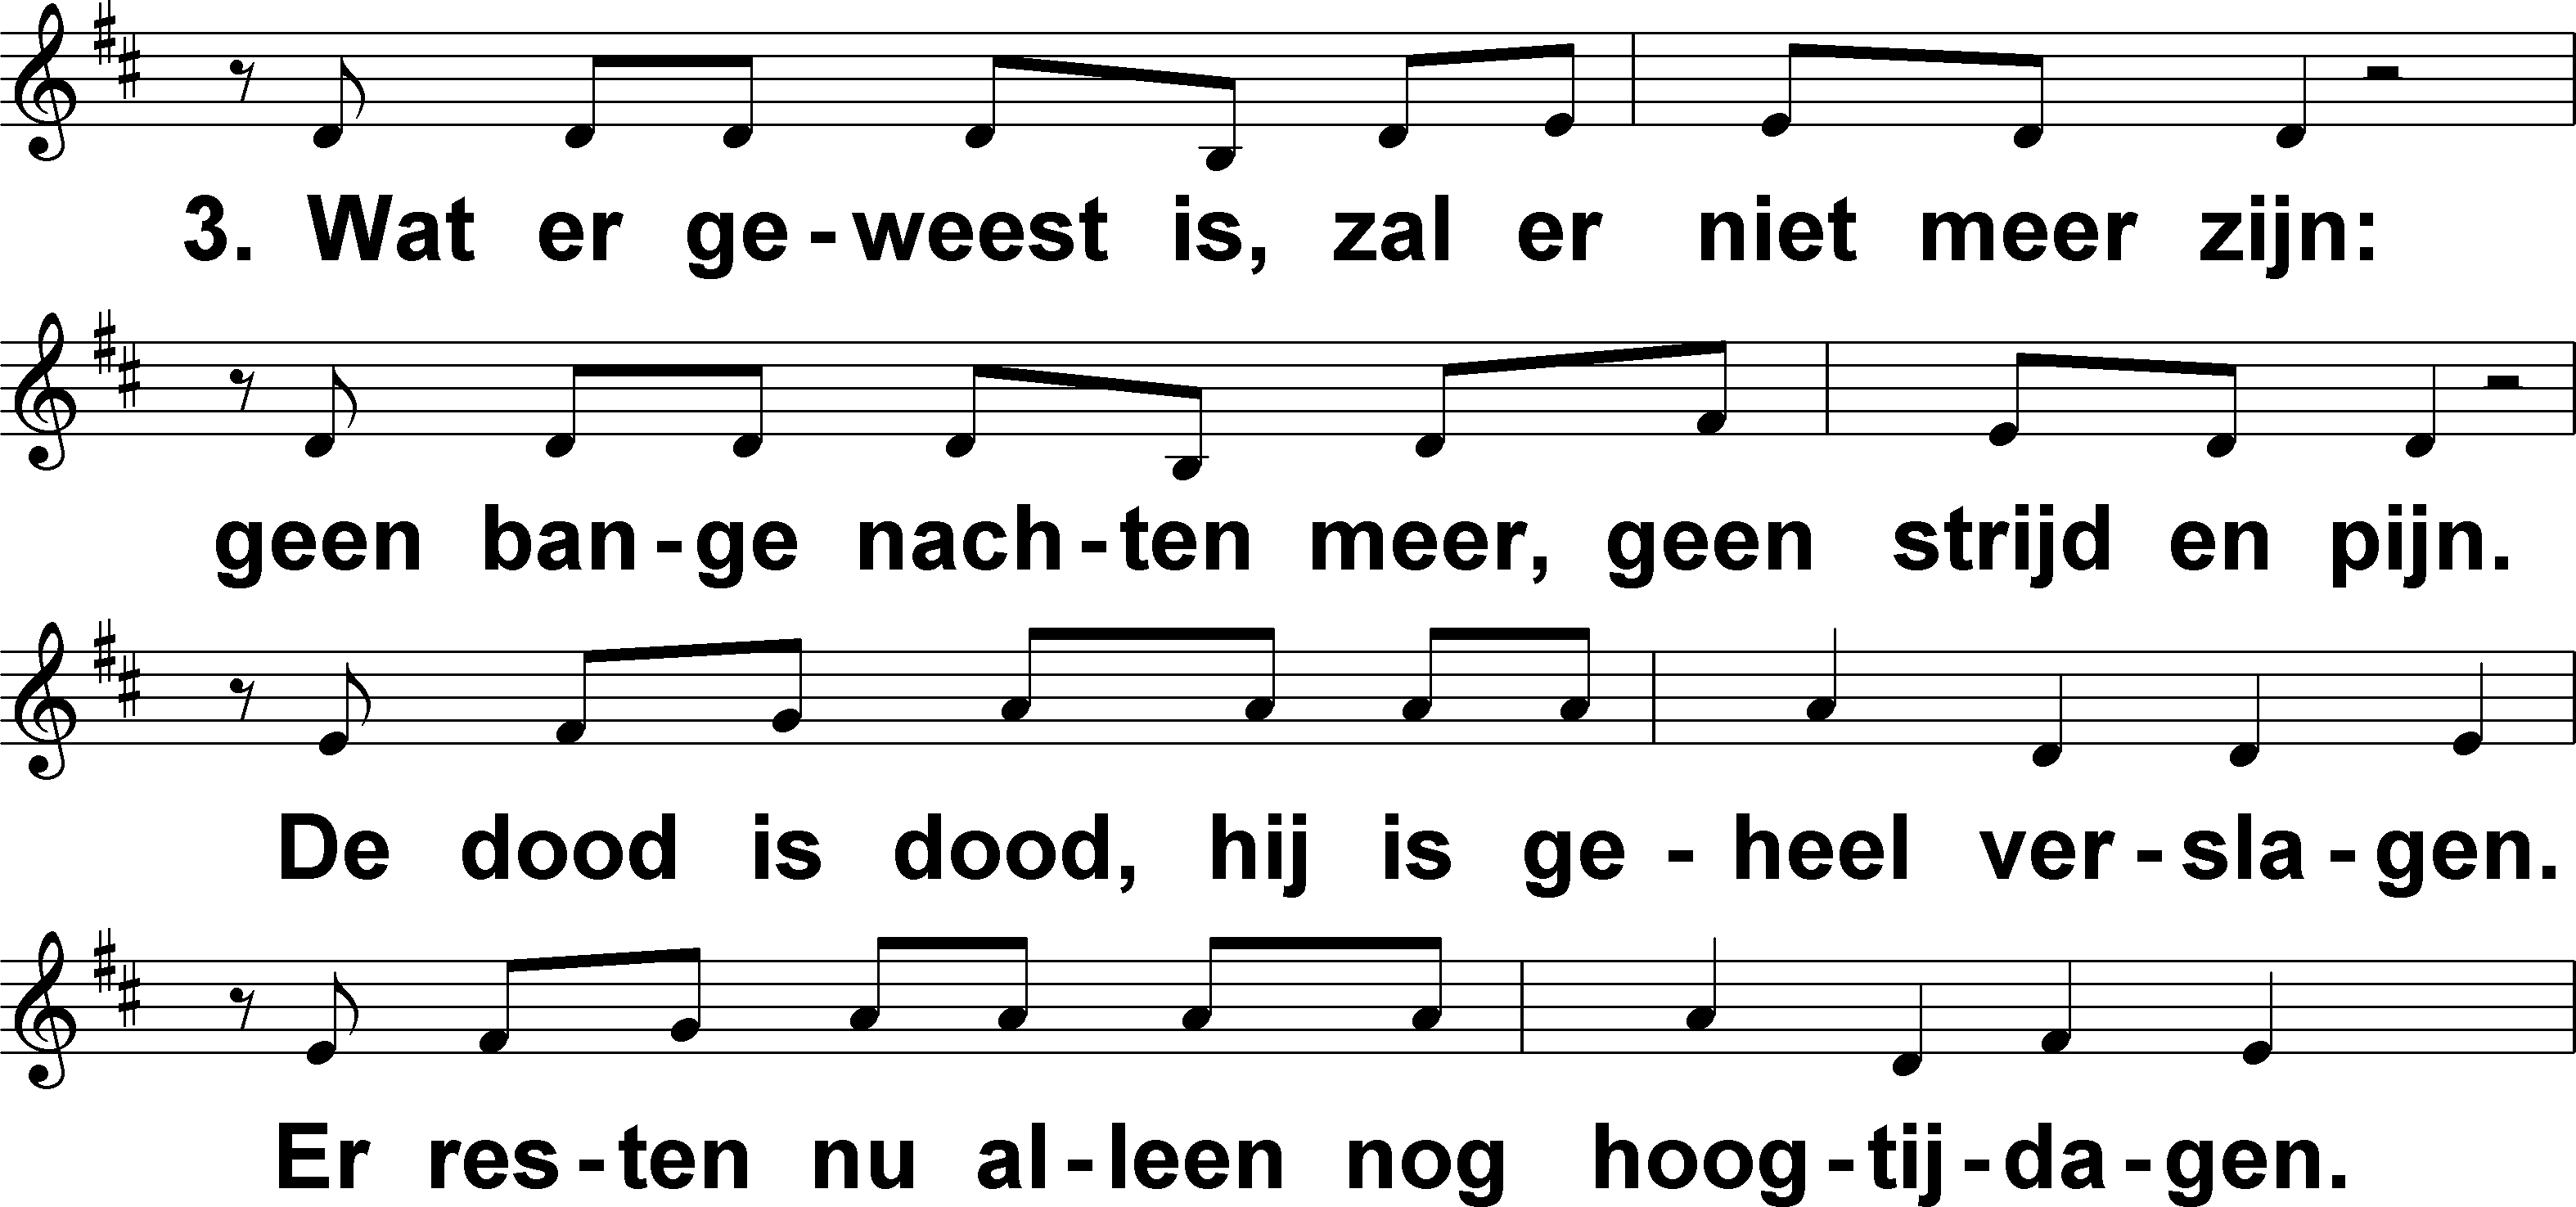 3. Wat er ge-weest is, zal er niet meer zijn:
geen ban-ge nach-ten meer, geen strijd en pijn.
De dood is dood, hij is ge-heel ver-sla-gen.
Er res-ten nu al-leen nog hoog-tij-da-gen.